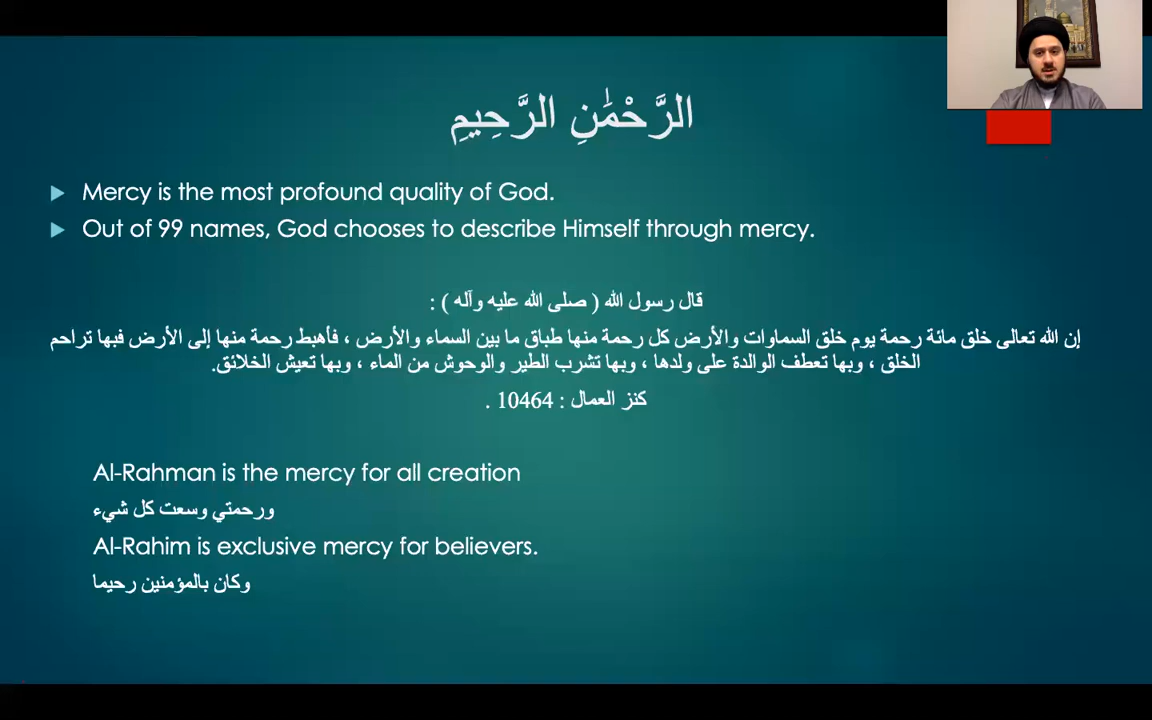 الرَّحْمَٰنِ الرَّحِيمِ
Mercy is the most profound quality of God.
Out of 99 names, God chooses to describe Himself through mercy.
قال رسول الله ( صلى الله عليه وآله ) :
إن الله تعالى خلق مائة رحمة يوم خلق السماوات والأرض كل رحمة منها طباق ما بين السماء والأرض ، فأهبط رحمة منها إلى الأرض فبها تراحم
الخلق ، وبها تعطف الوالدة على ولدها ، وبها تشرب الطير والوحوش من الماء ، وبها تعيش الخلائق.
كنز العمال : 10464 .
Al-Rahman is the mercy for all creation
ورحمتي وسعت كل شيء
Al-Rahim is exclusive mercy for believers.
وكان بالمؤمنين رحيما